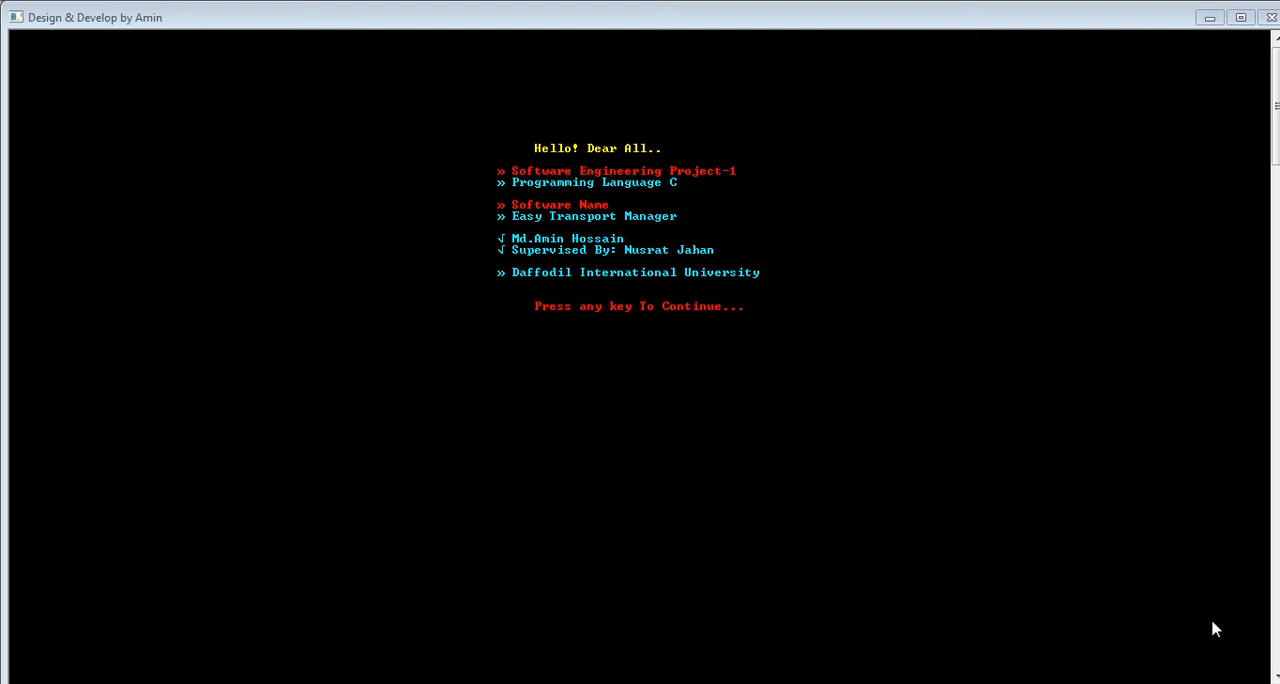 Design & Develop by Amin
Hello! Dear All..
» Software Engineering Project-1
» Programming Language C
» Software Name
» Easy Transport Manager
√ Md.Amin Hossain
√ Supervised By: Nusrat Jahan
» Daffodil International University
Press any key To Continue...